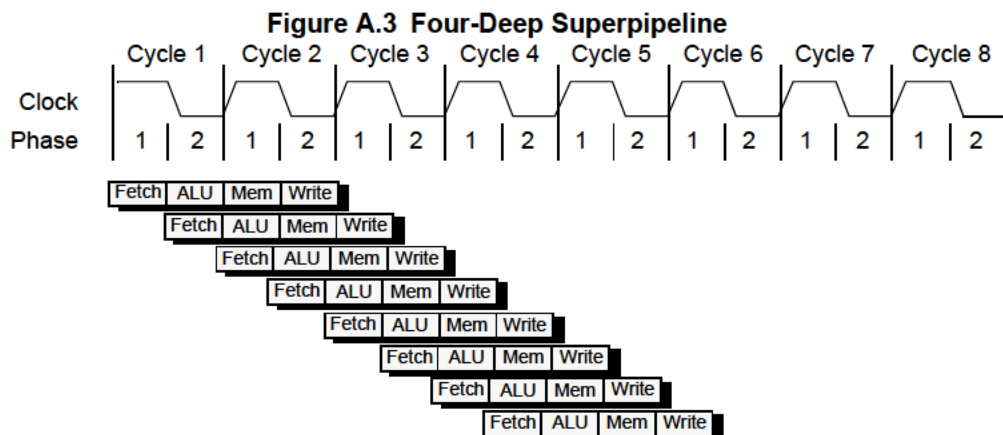 Figure A.3 Four-Deep Superpipeline
Cycle 1 Cycle 2 Cycle 3 Cycle 4 Cycle 5 Cycle 6 Cycle 7 Cycle 8
Clock
Phase 1 2 1 2 1 2 1 2 1 2 1 2 1 2 1 2
Fetch ALU Mem Write
Fetch ALU Mem Write
Fetch ALU Mem Write
Fetch ALU Mem Write
Fetch ALU Mem Write
Fetch ALU Mem Write
Fetch ALU Mem Write
Fetch ALU Mem Write